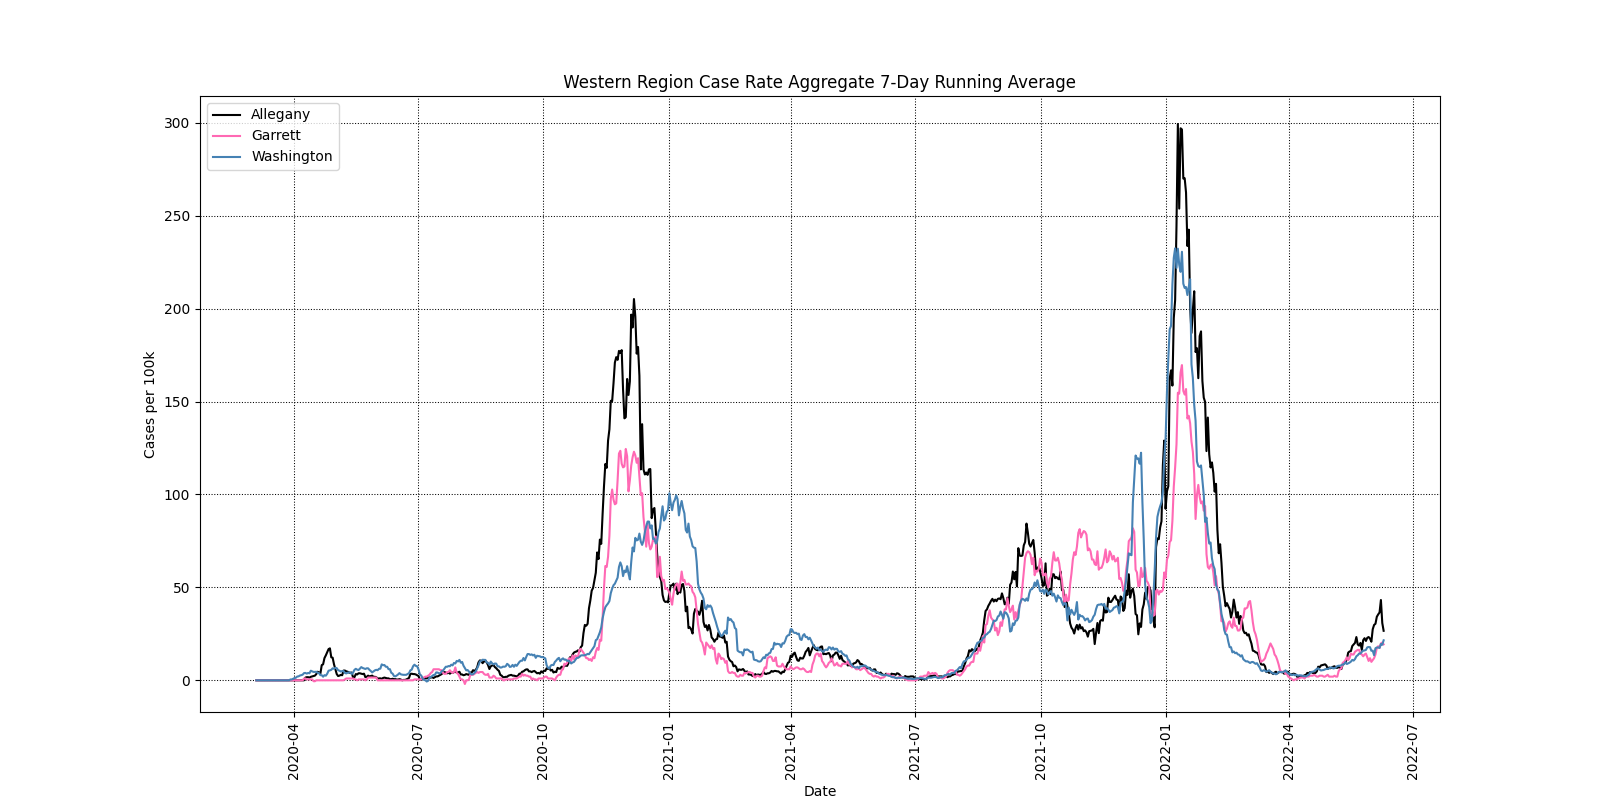 Western Region Case Rate Aggregate 7-Day Running Average
Allegany
Garrett
Washington
300
250
200
150
100
50
0
Cases per 100k
2020-04
2020-07
2020-10
2021-01
2021-04
2021-07
2021-10
2022-01
2022-04
2022-07
Date